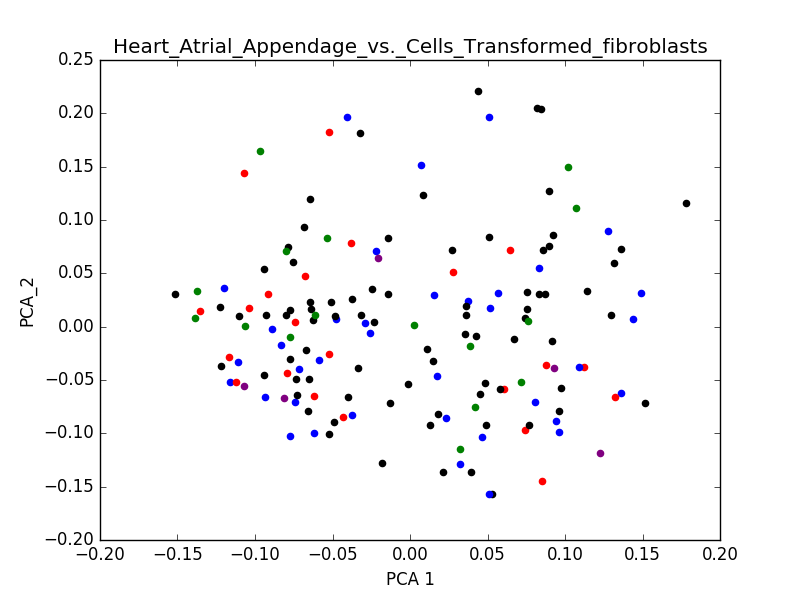 Heart_Atrial_Appendage_vs._Cells_Transformed_fibroblasts
0.25
0.20
0.15
0.10
0.05
0.00
−0.05
−0.10
−0.15
−0.20
PCA_2
−0.20 −0.15 −0.10 −0.05 0.00 0.05 0.10 0.15 0.20
PCA 1